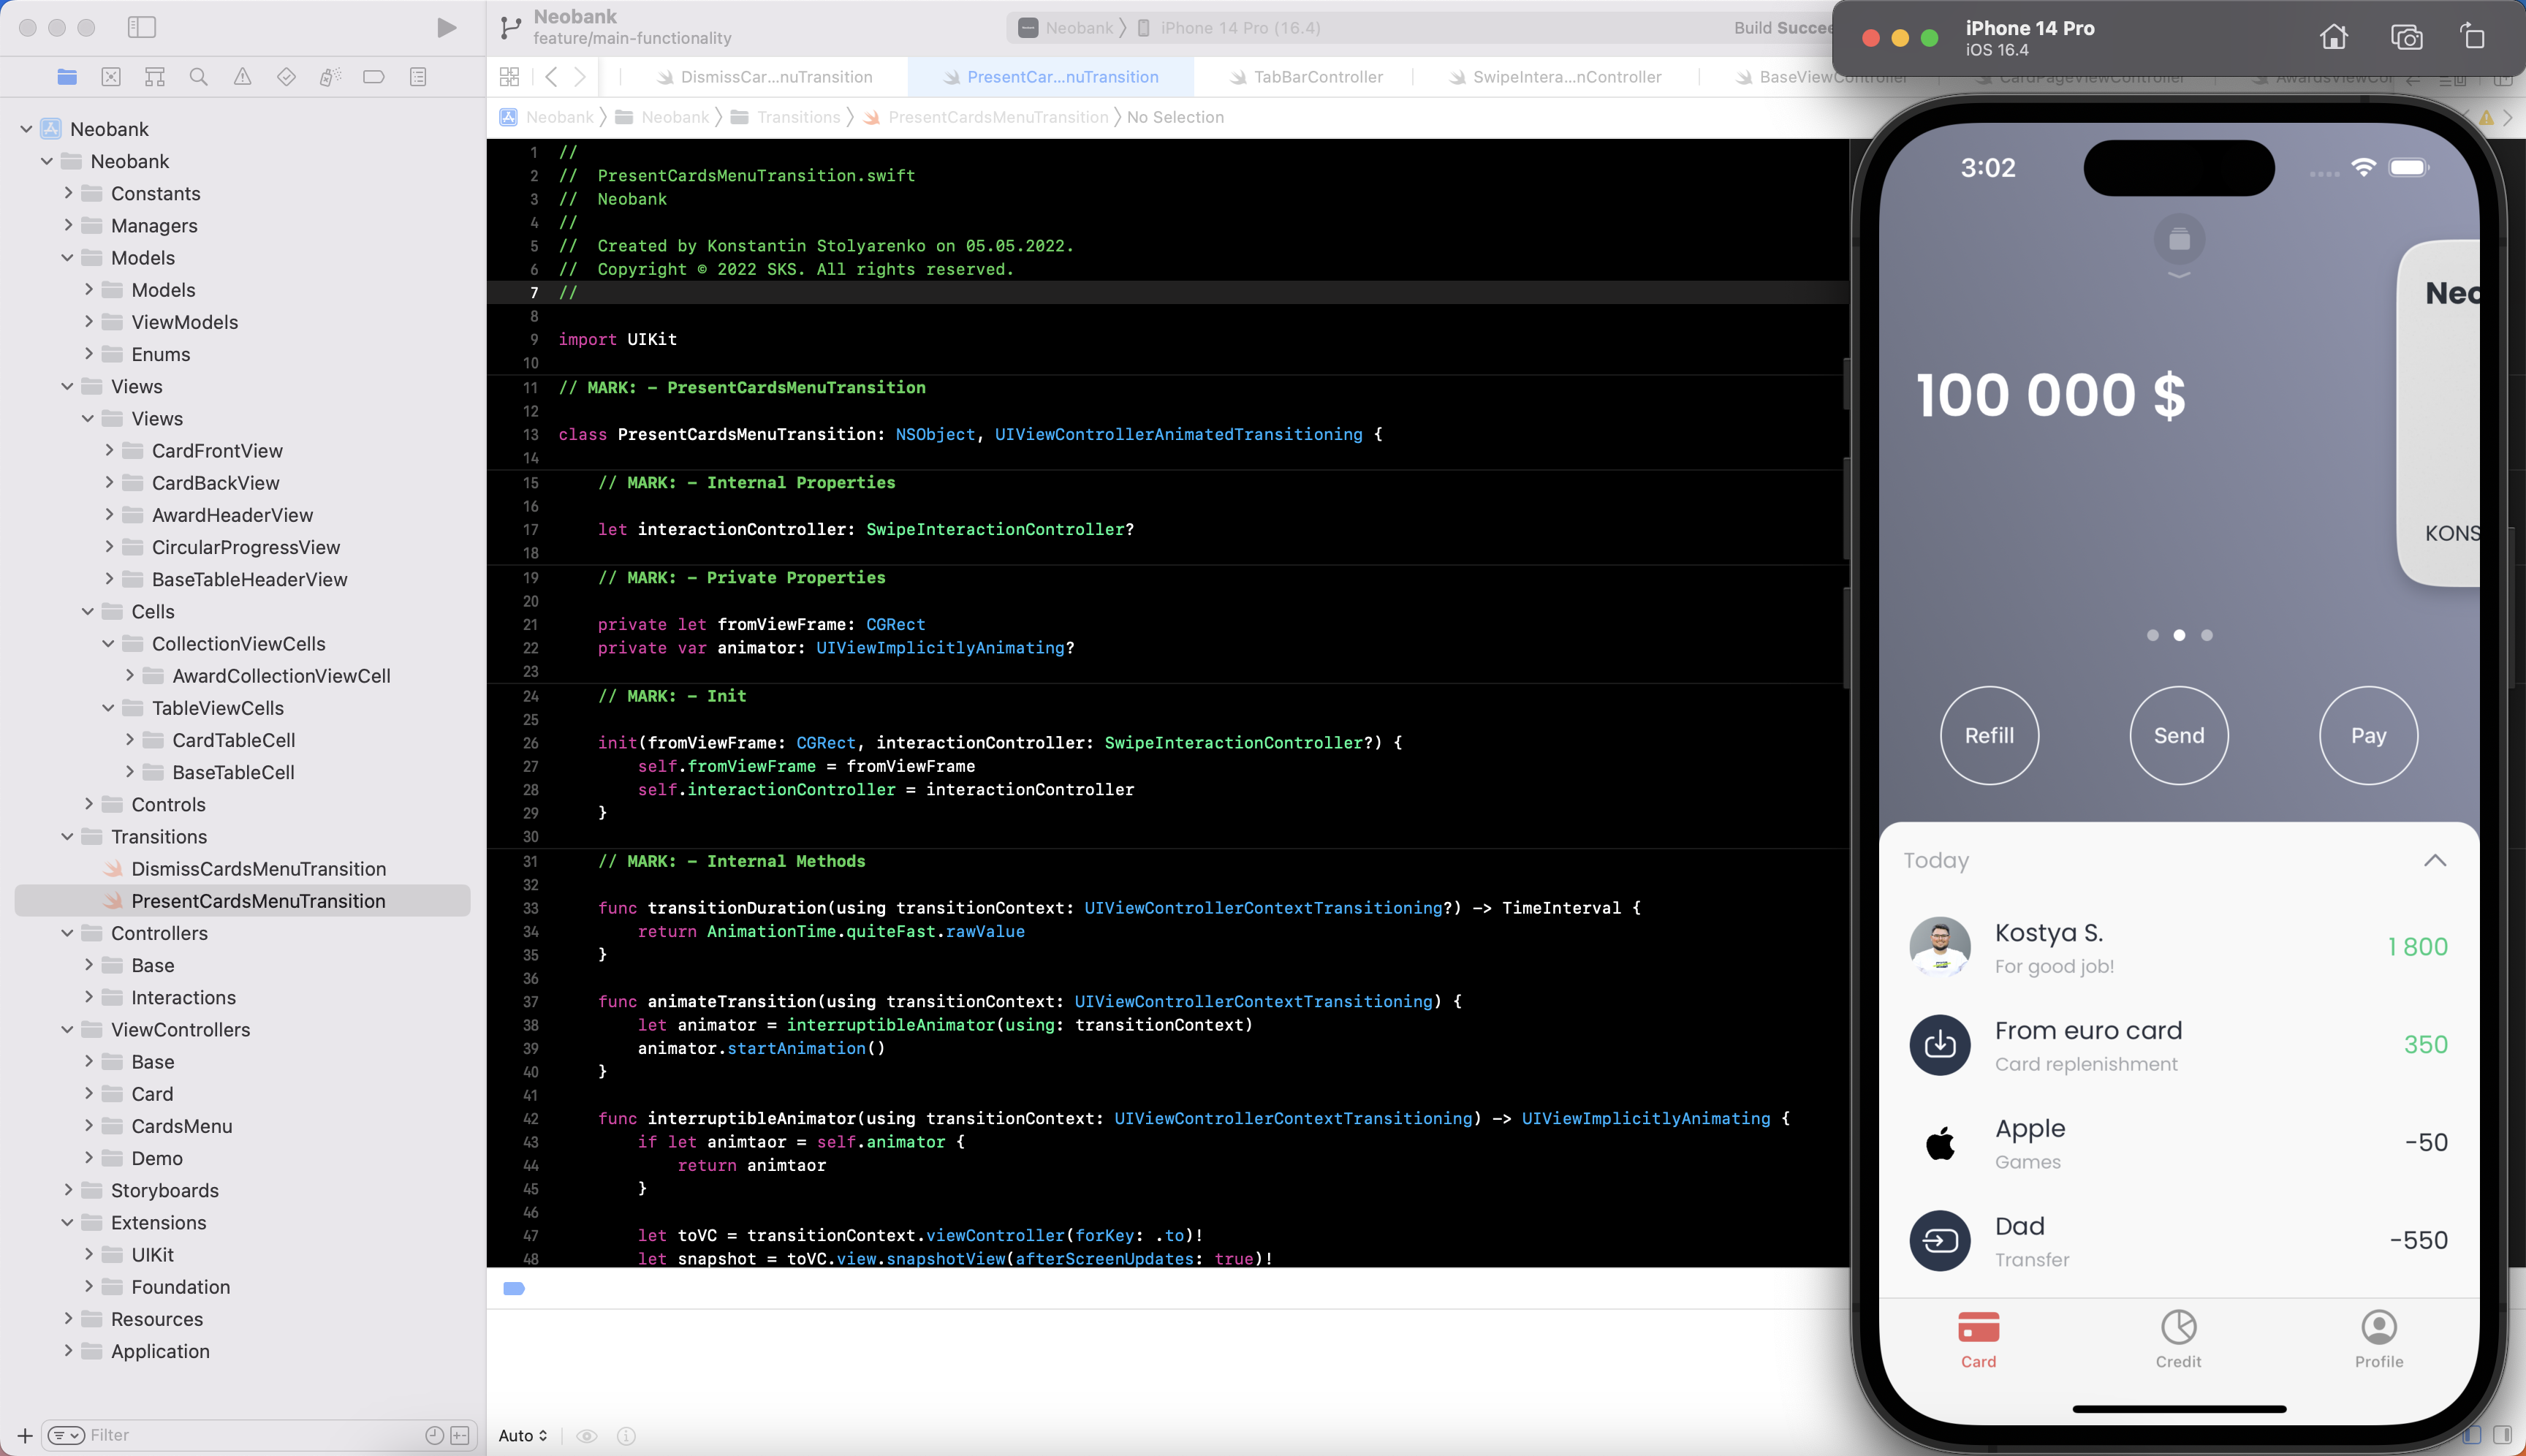 Neobank
feature/main-functionality
Neobank
iPhone 14 Pro (16.4)
Build Succee
iPhone 14 Pro
iOS 16.4
DismissCar...nuTransition
PresentCar...nuTransition
TabBarController
SwipeIntera...nController
BaseViewController
CardPageViewController
AwardsViewCon
Neobank
Neobank
Transitions
PresentCardsMenuTransition
No Selection
Neobank
Neobank
Constants
Managers
Models
Models
ViewModels
Enums
Views
Views
CardFrontView
CardBackView
AwardHeaderView
CircularProgressView
BaseTableHeaderView
Cells
CollectionViewCells
AwardCollectionViewCell
TableViewCells
CardTableCell
BaseTableCell
Controls
Transitions
DismissCardsMenuTransition
PresentCardsMenuTransition
Controllers
Base
Interactions
ViewControllers
Base
Card
CardsMenu
Demo
Storyboards
Extensions
UIKit
Foundation
Resources
Application
Filter
1 //
2 //  PresentCardsMenuTransition.swift
3 //  Neobank
4 //
5 //  Created by Konstantin Stolyarenko on 05.05.2022.
6 //  Copyright © 2022 SKS. All rights reserved.
7 //
8
9 import UIKit
10
11 // MARK: - PresentCardsMenuTransition
12
13 class PresentCardsMenuTransition: NSObject, UIViewControllerAnimatedTransitioning {
14
15     // MARK: - Internal Properties
16
17     let interactionController: SwipeInteractionController?
18
19     // MARK: - Private Properties
20
21     private let fromViewFrame: CGRect
22     private var animator: UIViewImplicitlyAnimating?
23
24     // MARK: - Init
25
26     init(fromViewFrame: CGRect, interactionController: SwipeInteractionController?) {
27         self.fromViewFrame = fromViewFrame
28         self.interactionController = interactionController
29     }
30
31     // MARK: - Internal Methods
32
33     func transitionDuration(using transitionContext: UIViewControllerContextTransitioning?) -> TimeInterval {
34         return AnimationTime.quiteFast.rawValue
35     }
36
37     func animateTransition(using transitionContext: UIViewControllerContextTransitioning) {
38         let animator = interruptibleAnimator(using: transitionContext)
39         animator.startAnimation()
40     }
41
42     func interruptibleAnimator(using transitionContext: UIViewControllerContextTransitioning) -> UIViewImplicitlyAnimating {
43         if let animtaor = self.animator {
44             return animtaor
45         }
46
47         let toVC = transitionContext.viewController(forKey: .to)!
48         let snapshot = toVC.view.snapshotView(afterScreenUpdates: true)!
Auto
3:02
Neo
100 000 $
KONS
Refill
Send
Pay
Today
Kostya S.
For good job!
1 800
From euro card
Card replenishment
350
Apple
Games
-50
Dad
Transfer
-550
Card
Credit
Profile